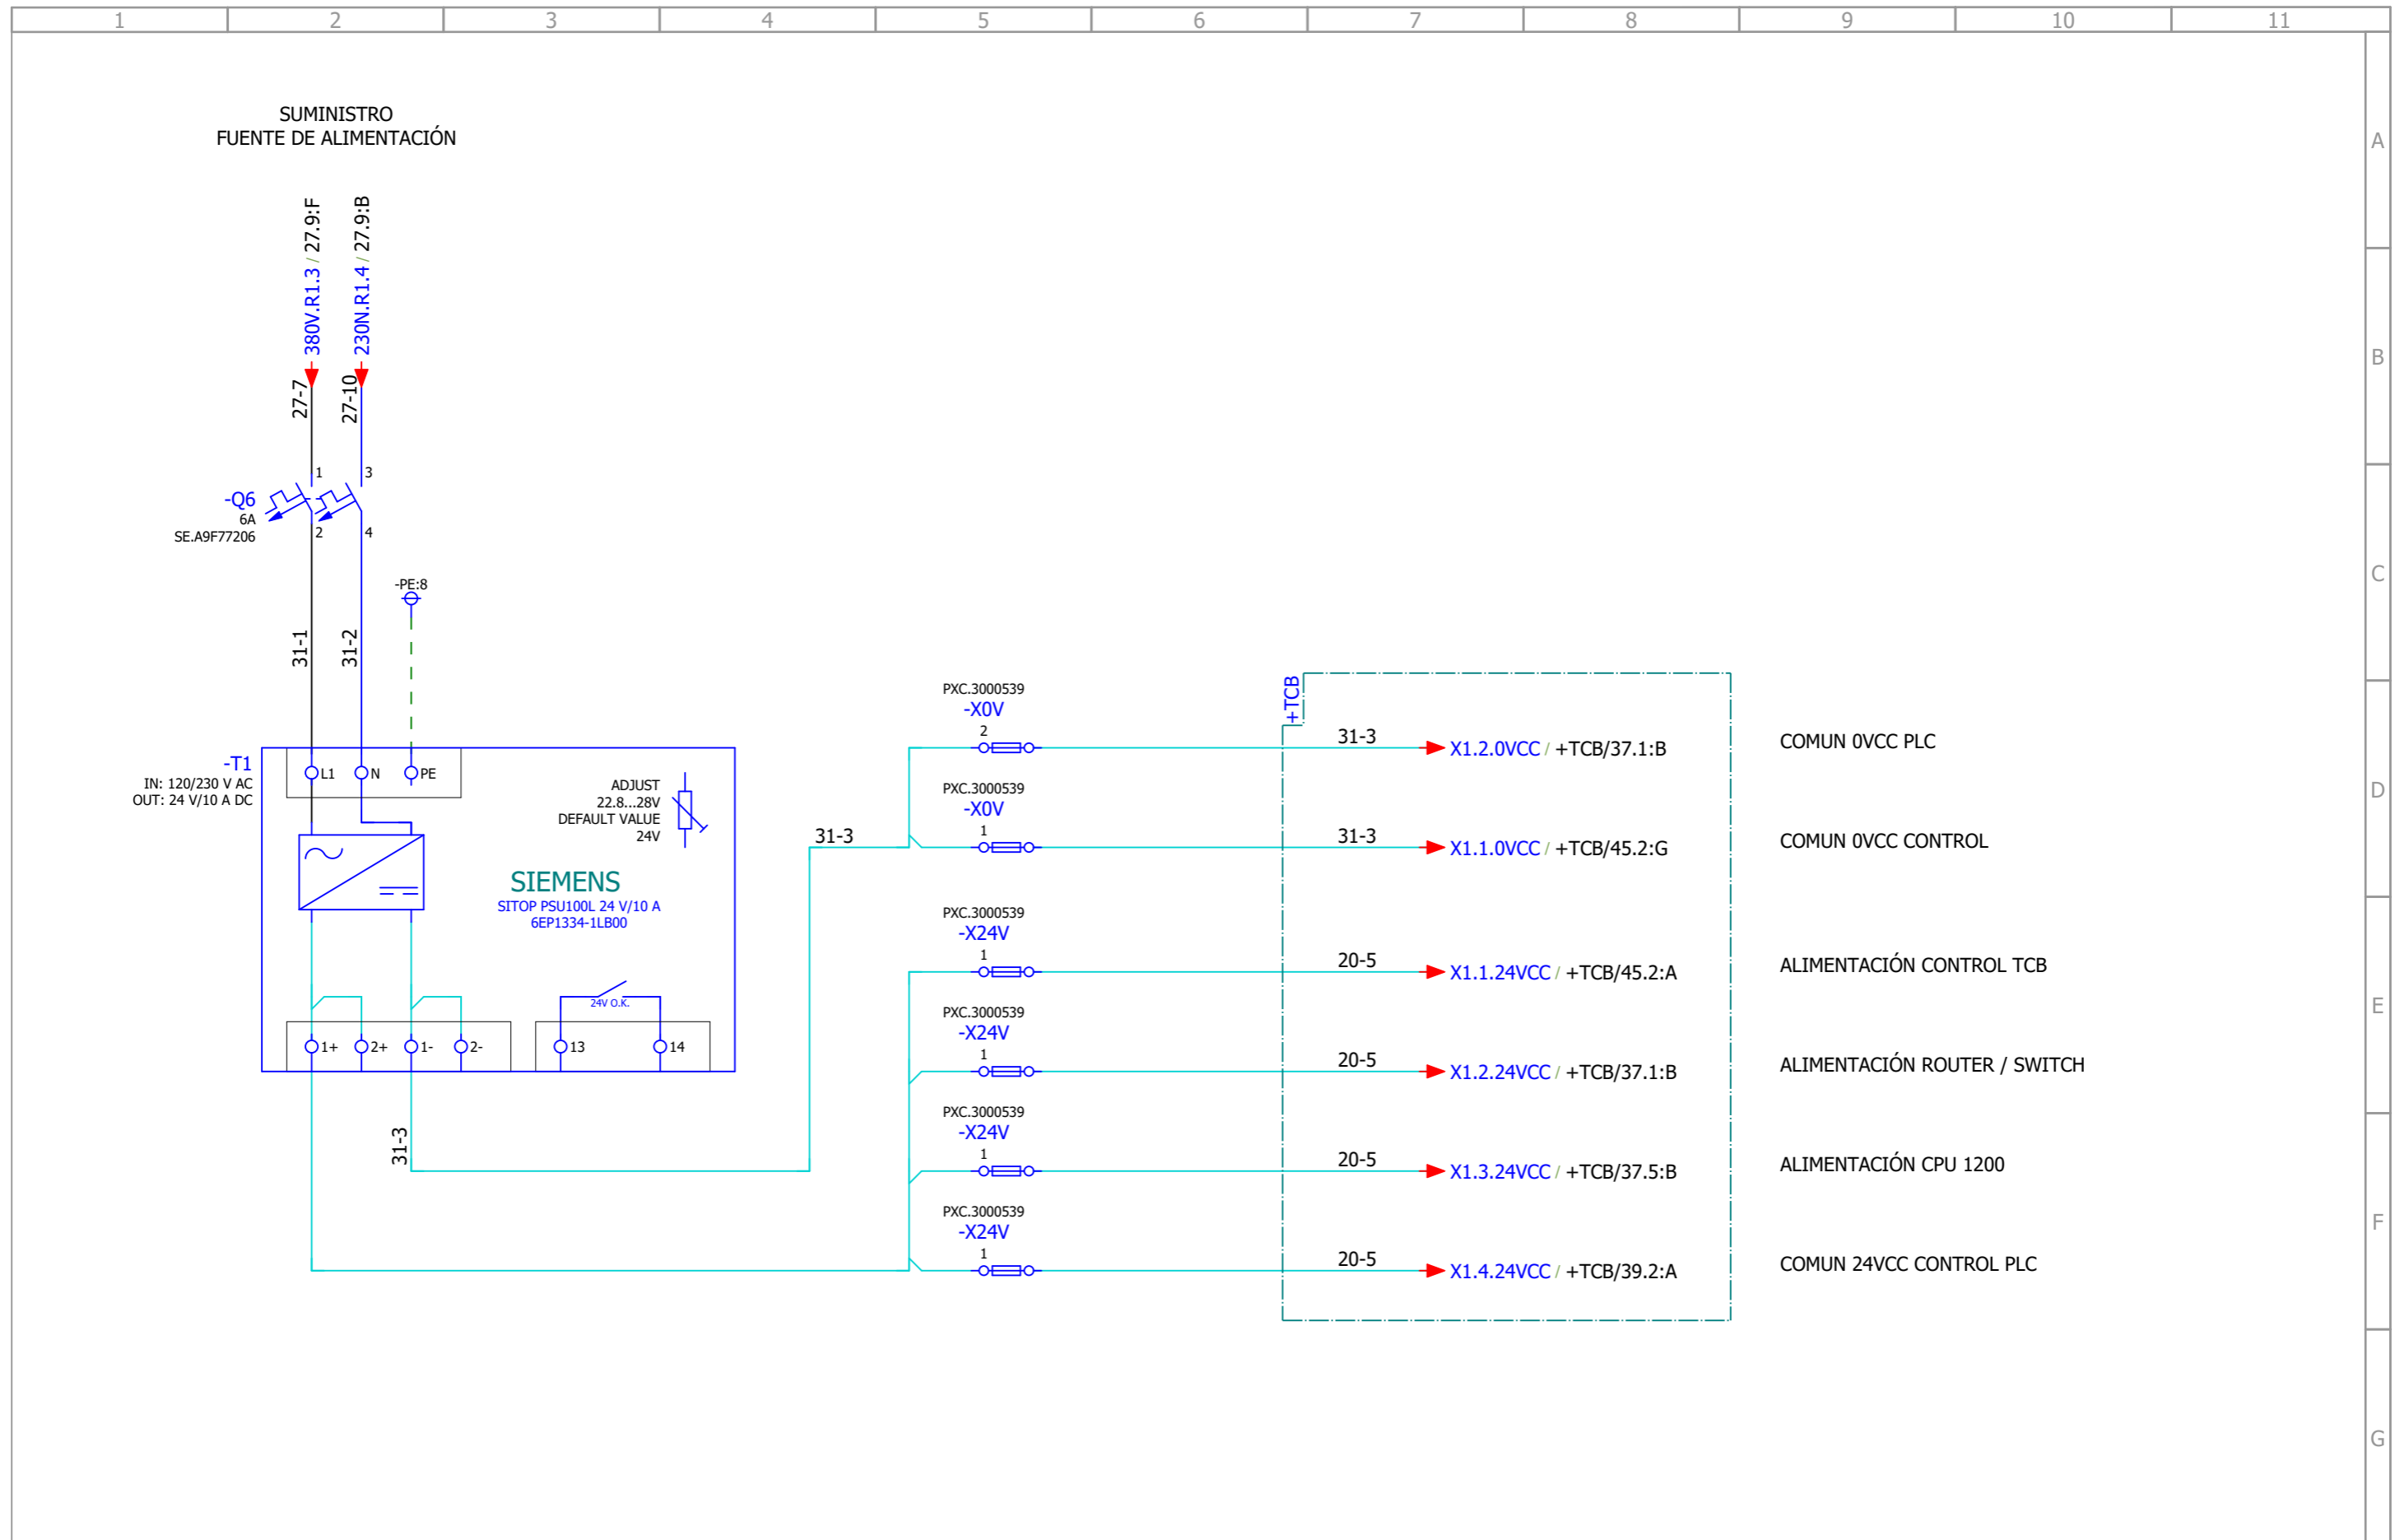 1 2 3 4 5 6 7 8 9 10 11
A
B
C
D
E
F
G
SUMINISTRO
FUENTE DE ALIMENTACIÓN
380V.R1.3 / 27.9:F
230N.R1.4 / 27.9:B
27-7
27-10
1
3
-Q6
6A
SE.A9F77206
2
4
-PE:8
31-1
31-2
-T1
IN: 120/230 V AC
OUT: 24 V/10 A DC
L1
N
PE
ADJUST
22.8...28V
DEFAULT VALUE
24V
SIEMENS
SITOP PSU100L 24 V/10 A
6EP1334-1LB00
24V O.K.
1+
2+
1-
2-
13
14
31-3
31-3
+TCB
PXC.3000539
-X0V
2
31-3
X1.2.0VCC / +TCB/37.1:B
COMUN 0VCC PLC
PXC.3000539
-X0V
1
31-3
X1.1.0VCC / +TCB/45.2:G
COMUN 0VCC CONTROL
PXC.3000539
-X24V
1
20-5
X1.1.24VCC / +TCB/45.2:A
ALIMENTACIÓN CONTROL TCB
PXC.3000539
-X24V
1
20-5
X1.2.24VCC / +TCB/37.1:B
ALIMENTACIÓN ROUTER / SWITCH
PXC.3000539
-X24V
1
20-5
X1.3.24VCC / +TCB/37.5:B
ALIMENTACIÓN CPU 1200
PXC.3000539
-X24V
1
20-5
X1.4.24VCC / +TCB/39.2:A
COMUN 24VCC CONTROL PLC